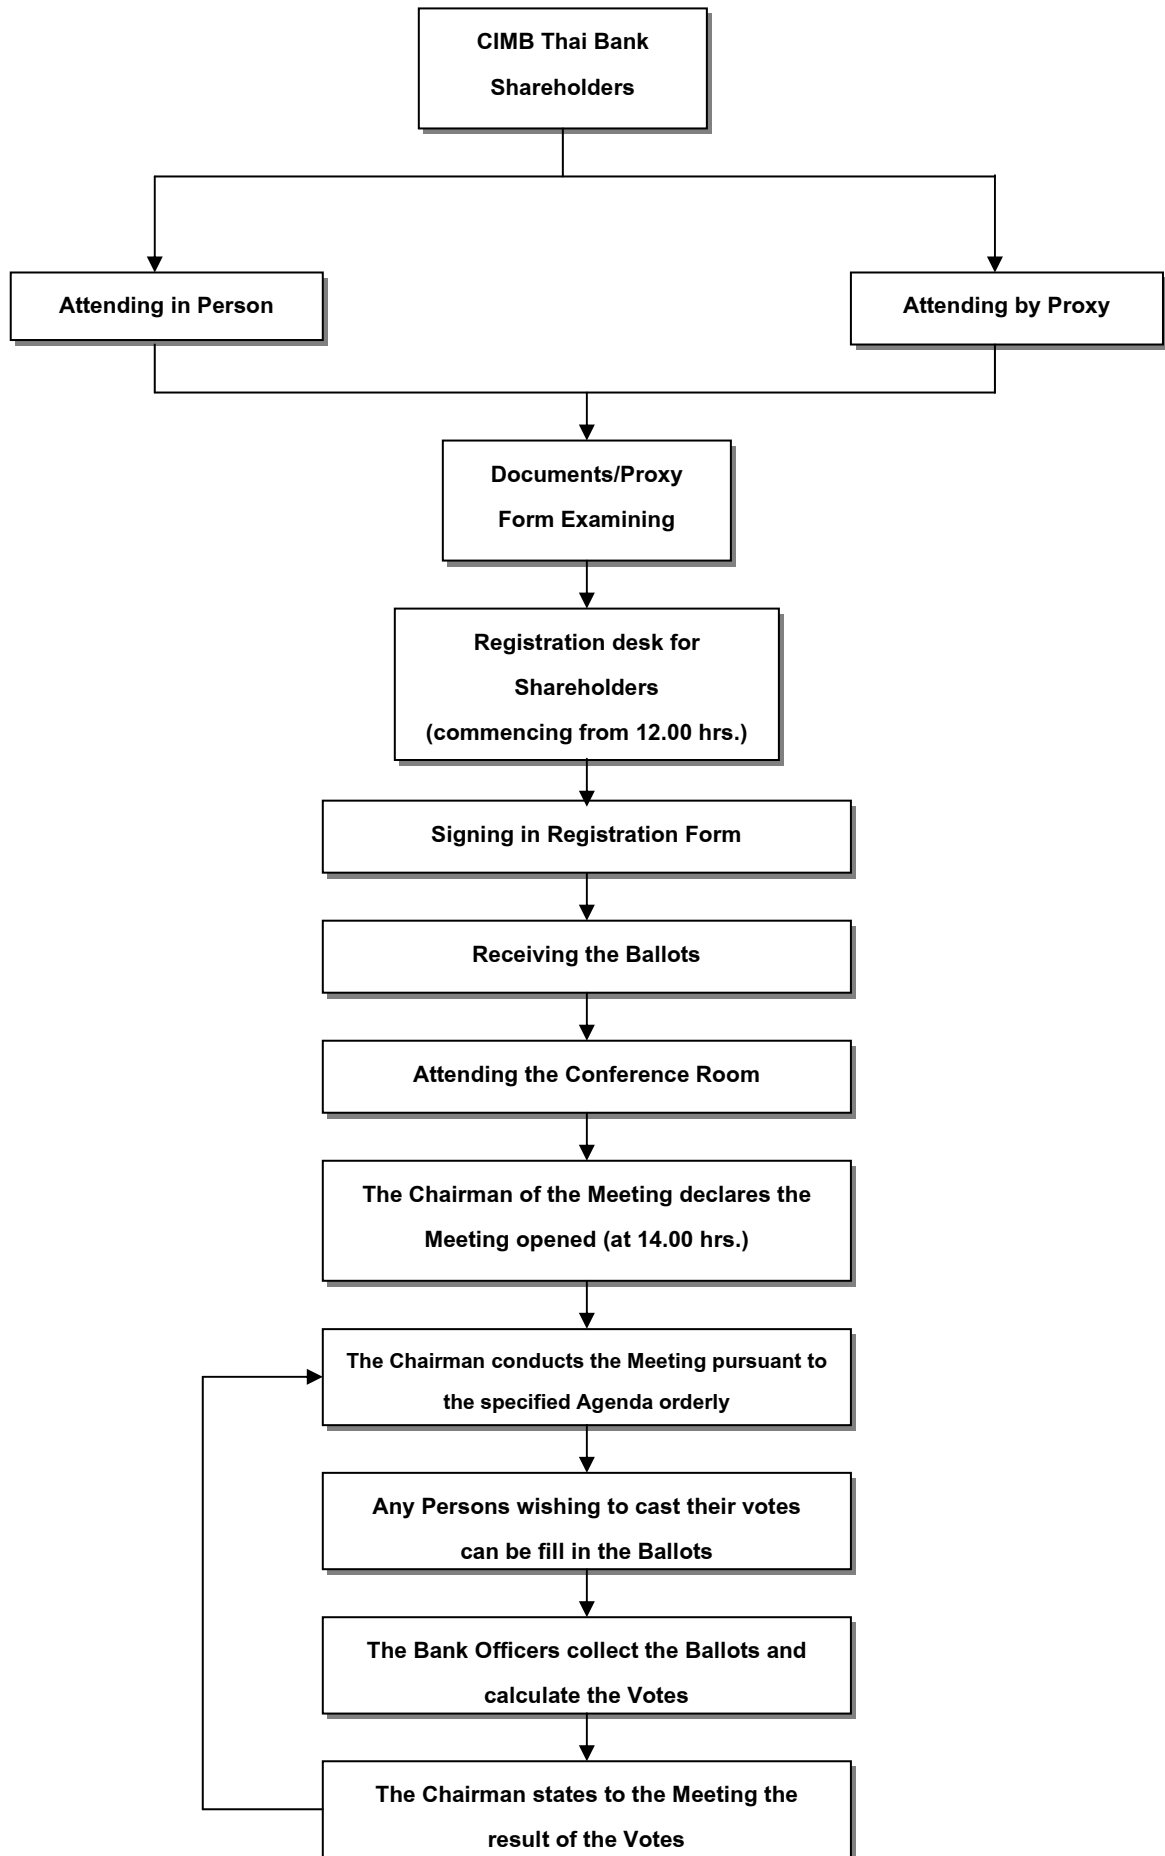 CIMB Thai Bank
Shareholders
Attending in Person
Attending by Proxy
Documents/Proxy
Form Examining
Registration desk for
Shareholders
(commencing from 12.00 hrs.)
Signing in Registration Form
Receiving the Ballots
Attending the Conference Room
The Chairman of the Meeting declares the
Meeting opened (at 14.00 hrs.)
The Chairman conducts the Meeting pursuant to
the specified Agenda orderly
Any Persons wishing to cast their votes
can be fill in the Ballots
The Bank Officers collect the Ballots and
calculate the Votes
The Chairman states to the Meeting the
result of the Votes